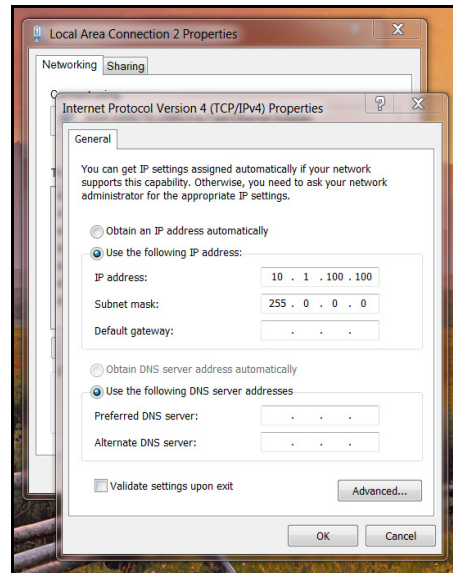 Local Area Connection 2 Properties
Networking Sharing
Internet Protocol Version 4 (TCP/IPv4) Properties
General
You can get IP settings assigned automatically if your network
supports this capability. Otherwise, you need to ask your network
administrator for the appropriate IP settings.
Obtain an IP address automatically
Use the following IP address:
IP address: 10 . 1 . 100 . 100
Subnet mask: 255 . 0 . 0 . 0
Default gateway: . . .
Obtain DNS server address automatically
Use the following DNS server addresses
Preferred DNS server: . . .
Alternate DNS server: . . .
Validate settings upon exit
Advanced...
OK Cancel